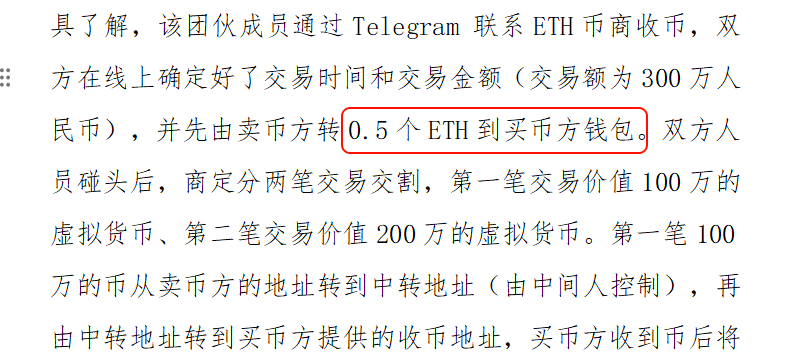 具了解，该团伙成员通过 Telegram 联系 ETH 币商收币，双
方在线上确定好了交易时间和交易金额（交易额为 300 万人
民币），并先由卖币方转 0.5 个 ETH 到买币方钱包。双方人
员碰头后，商定分两笔交易交割，第一笔交易价值 100 万的
虚拟货币、第二笔交易价值 200 万的虚拟货币。第一笔 100
万的币从卖币方的地址转到中转地址（由中间人控制），再
由中转地址转到买币方提供的收币地址，买币方收到币后将